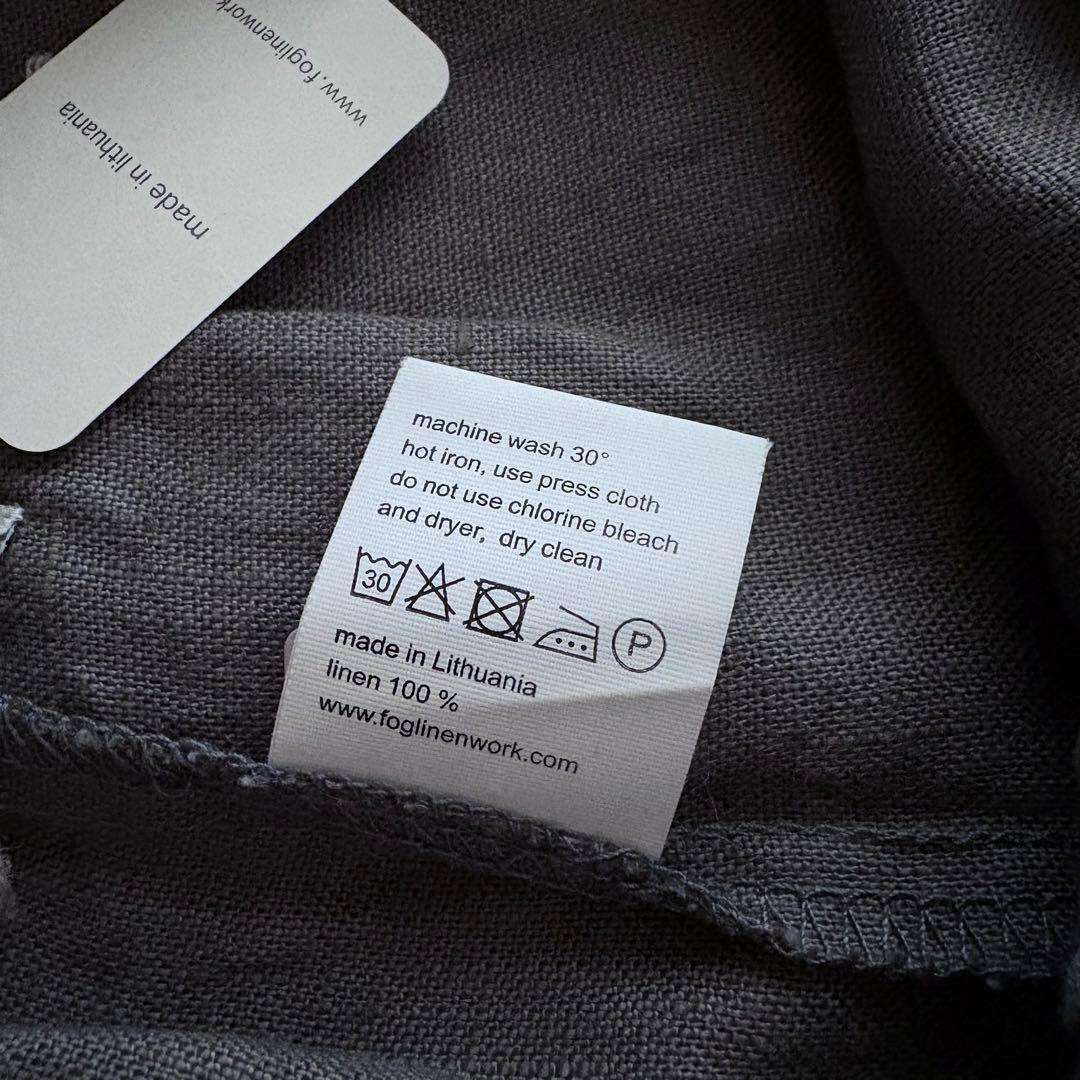 www.foglinenwork
made in lithuania
machine wash 30°
hot iron, use press cloth
do not use chlorine bleach
and dryer, dry clean
30 P
made in Lithuania
linen 100 %
www.foglinenwork.com